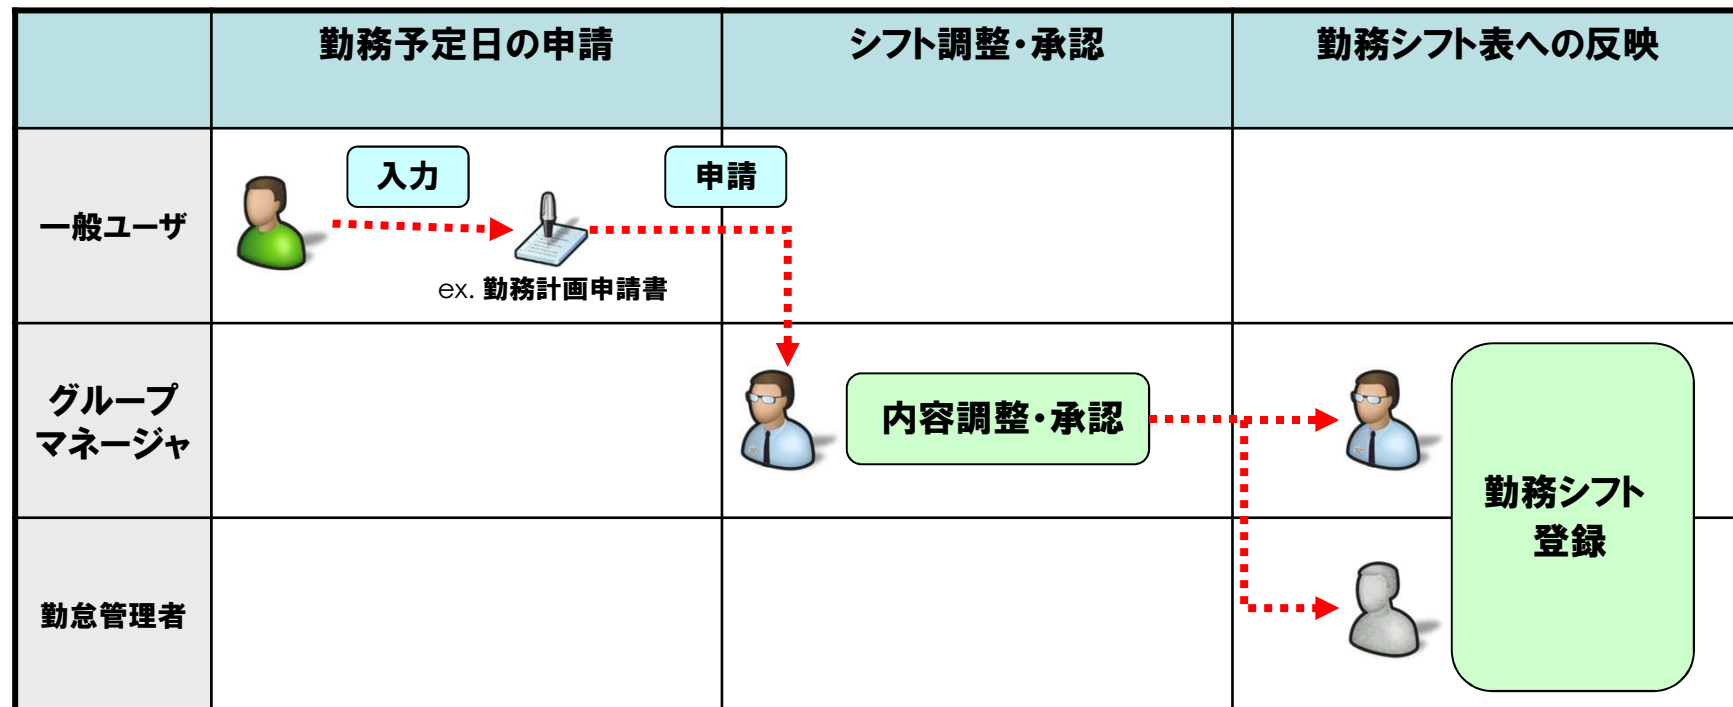 勤務予定日の申請
シフト調整・承認
勤務シフト表への反映
一般ユーザ
入力
申請
ex. 勤務計画申請書
グループ
マネージャ
内容調整・承認
勤務シフト
登録
勤怠管理者